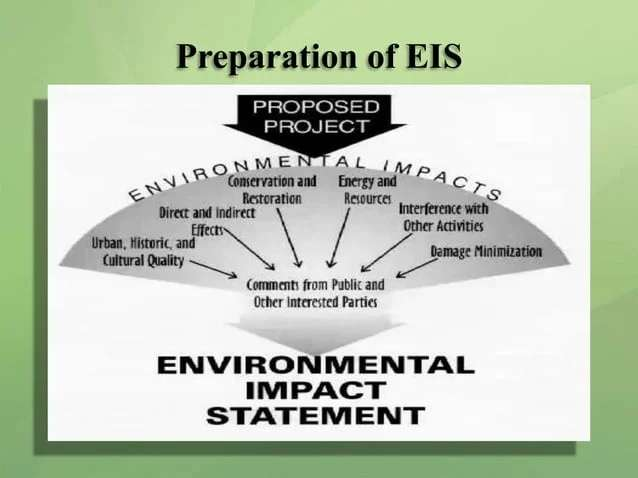 Preparation of EIS
PROPOSED
PROJECT
ENVIRONMENTAL IMPACTS
Conservation and
Restoration
Energy and
Resources
Direct and Indirect
Effects
Interference with
Other Activities
Urban, Historic, and
Cultural Quality
Damage Minimization
Comments from Public and
Other Interested Parties
ENVIRONMENTAL
IMPACT
STATEMENT